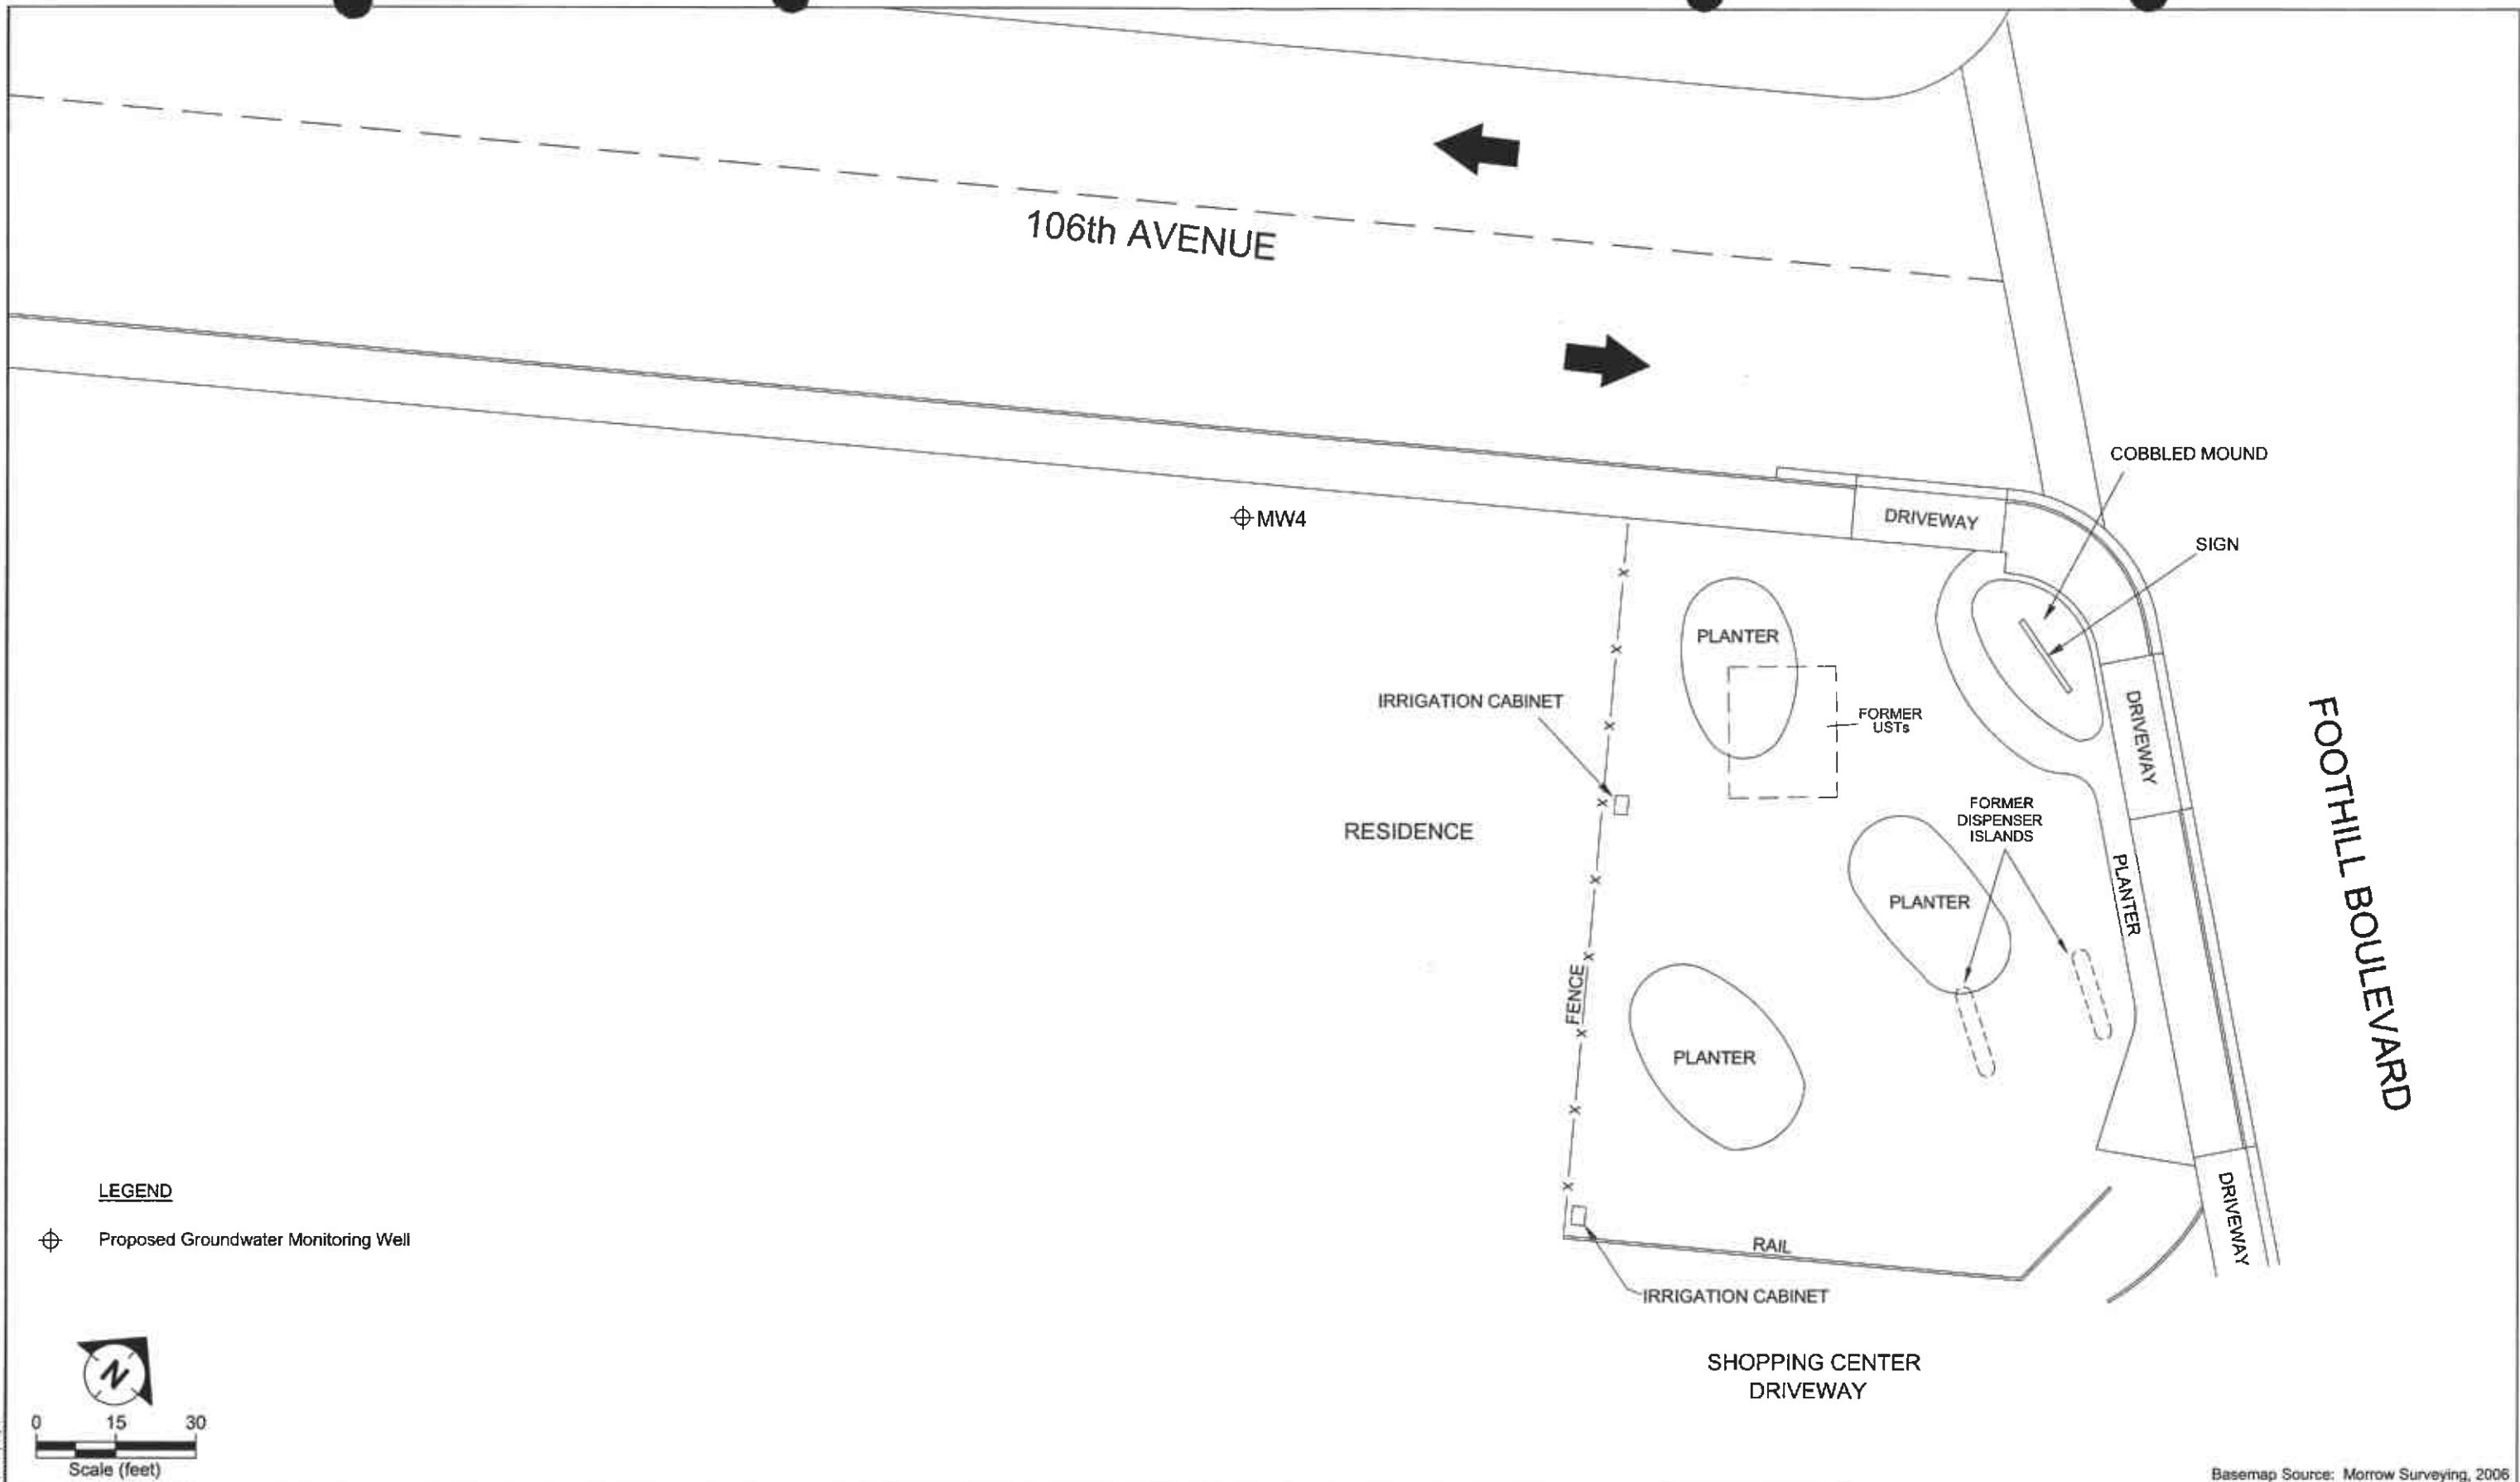 106th AVENUE
COBBLED MOUND
MW4
DRIVEWAY
SIGN
PLANTER
IRRIGATION CABINET
FORMER
USTs
DRIVEWAY
FOOTHILL BOULEVARD
FORMER
DISPENSER
ISLANDS
RESIDENCE
PLANTER
PLANTER
FENCE
x
x
x
x
x
x
x
x
x
PLANTER
LEGEND
Proposed Groundwater Monitoring Well
DRIVEWAY
RAIL
IRRIGATION CABINET
SHOPPING CENTER
DRIVEWAY
N
0 15 30
Scale (feet)
Basemap Source: Morrow Surveying, 2006